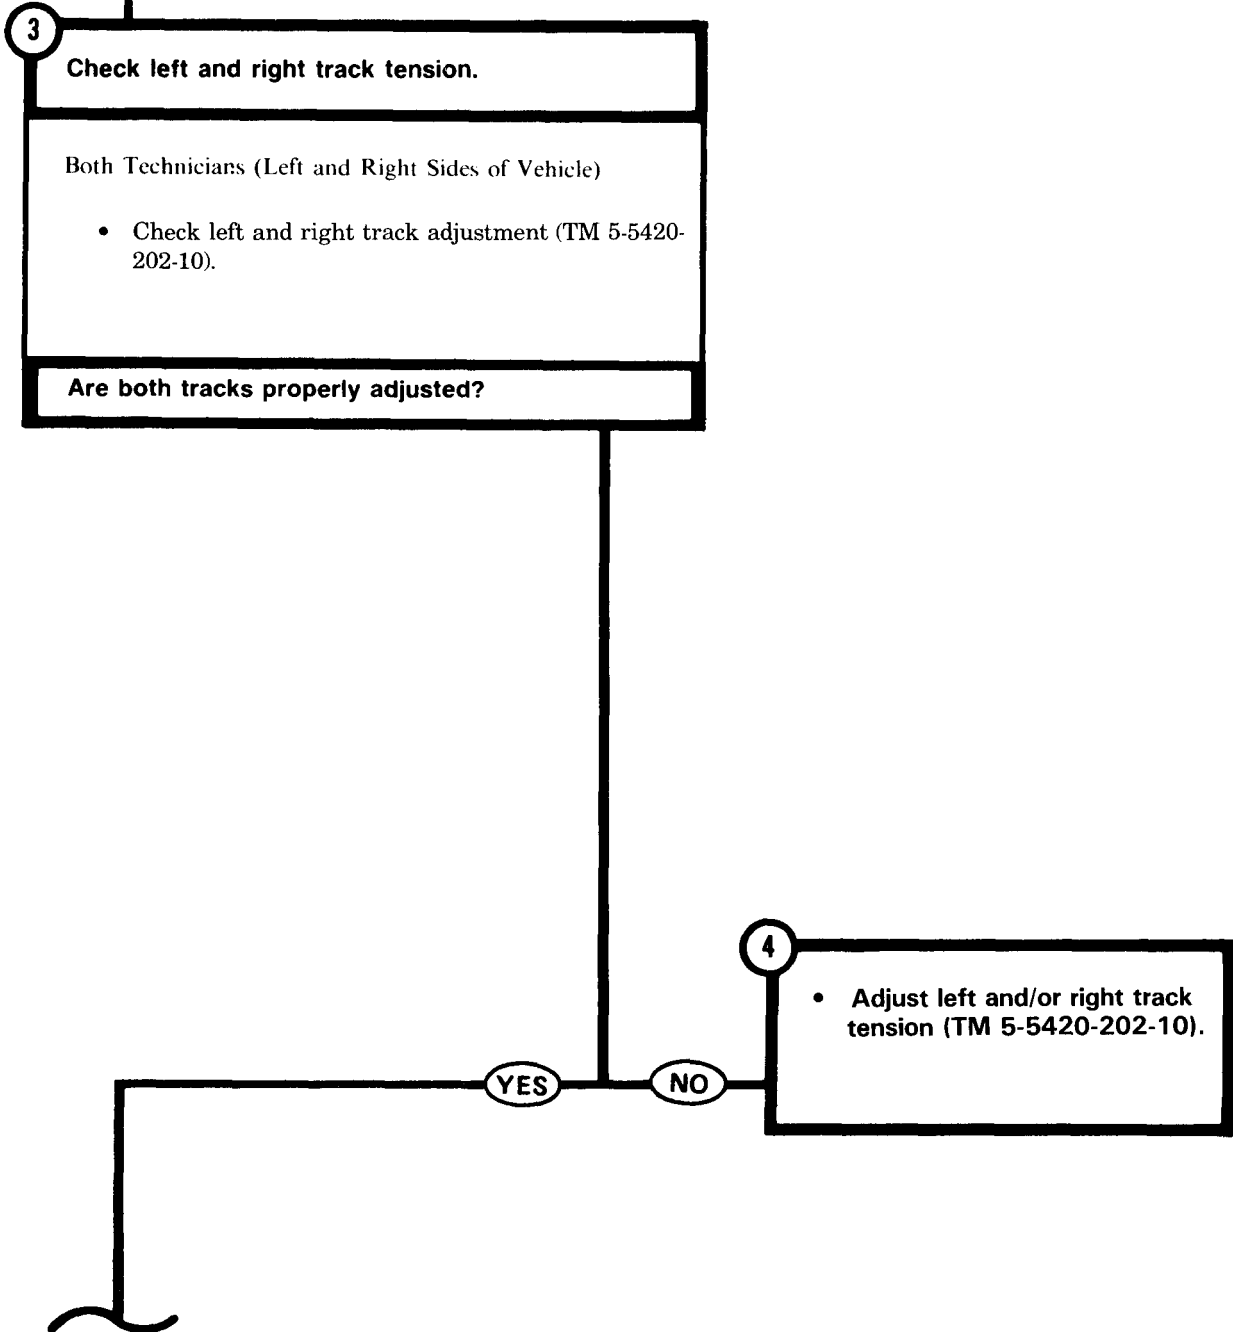 3
Check left and right track tension.
Both Technicians (Left and Right Sides of Vehicle)
• Check left and right track adjustment (TM 5-5420-
202-10).
Are both tracks properly adjusted?
4
• Adjust left and/or right track
tension (TM 5-5420-202-10).
YES
NO